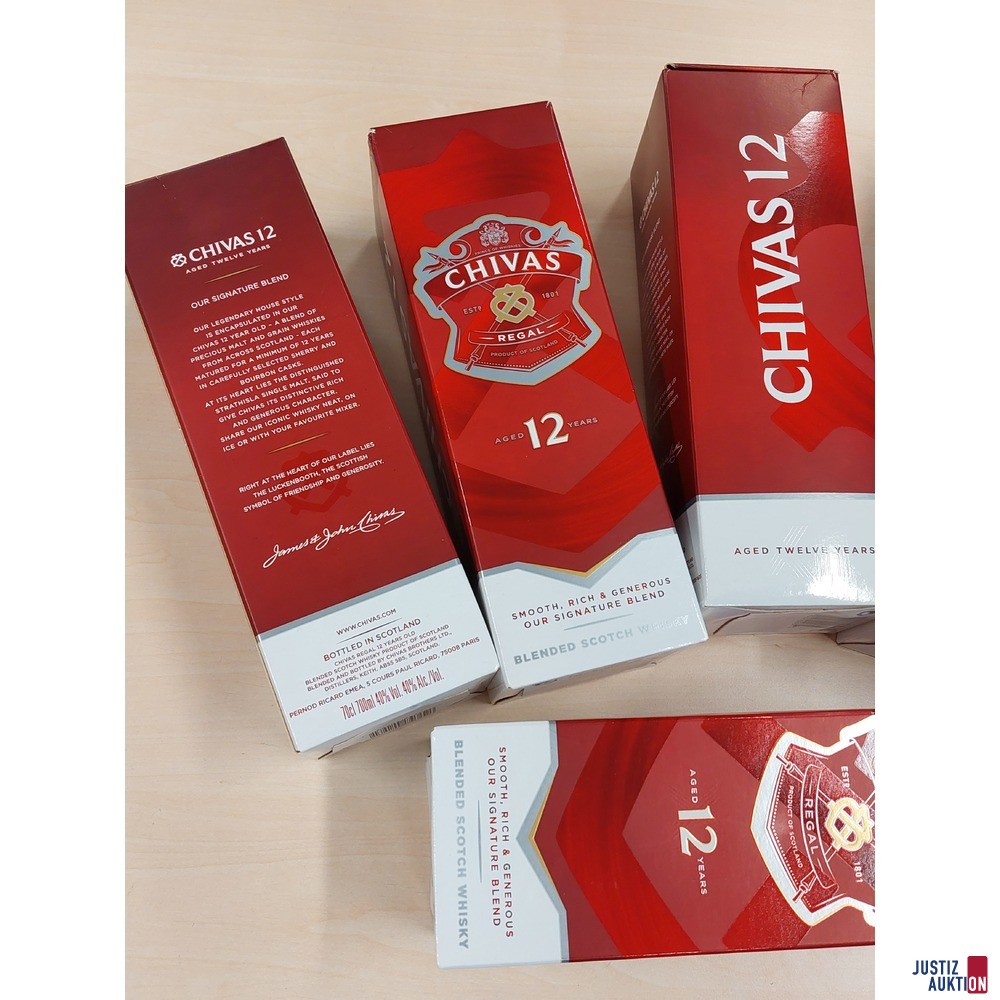 CHIVAS 12
AGED TWELVE YEARS
OUR SIGNATURE BLEND
OUR LEGENDARY HOUSE STYLE
IS ENCAPSULATED IN OUR
CHIVAS 12 YEAR OLD - A BLEND OF
PRECIOUS MALT AND GRAIN WHISKIES
FROM ACROSS SCOTLAND - EACH
MATURED FOR A MINIMUM OF 12 YEARS
IN CAREFULLY SELECTED SHERRY AND
BOURBON CASKS.
AT ITS HEART LIES THE DISTINGUISHED
STRATHISLA SINGLE MALT, SAID TO
GIVE CHIVAS ITS DISTINCTIVE RICH
AND GENEROUS CHARACTER.
SHARE OUR ICONIC WHISKY NEAT, ON
ICE OR WITH YOUR FAVOURITE MIXER.
RIGHT AT THE HEART OF OUR LABEL LIES
THE LUCKENBOOTH, THE SCOTTISH
SYMBOL OF FRIENDSHIP AND GENEROSITY.
James & John Chivas
WWW.CHIVAS.COM
BOTTLED IN SCOTLAND
CHIVAS REGAL 12 YEARS OLD
BLENDED SCOTCH WHISKY PRODUCT OF SCOTLAND
BLENDED AND BOTTLED BY CHIVAS BROTHERS LTD.,
DISTILLERS, KEITH, AB55 5BS, SCOTLAND.
PERNOD RICARD EMEA, 5 COURS PAUL RICARD, 75008 PARIS
70cl 700ml 40% Vol. 40% Alc./Vol.
PRINCE OF WHISKIES
CHIVAS
ESTD 1801
REGAL
PRODUCT OF SCOTLAND
AGED 12 YEARS
SMOOTH, RICH & GENEROUS
OUR SIGNATURE BLEND
BLENDED SCOTCH WHISKY
CHIVAS 12
CHIVAS 12
AGED TWELVE YEARS
ESTD 1801
REGAL
PRODUCT OF SCOTLAND
AGED 12 YEARS
SMOOTH, RICH & GENEROUS
OUR SIGNATURE BLEND
BLENDED SCOTCH WHISKY
JUSTIZ
AUKTION